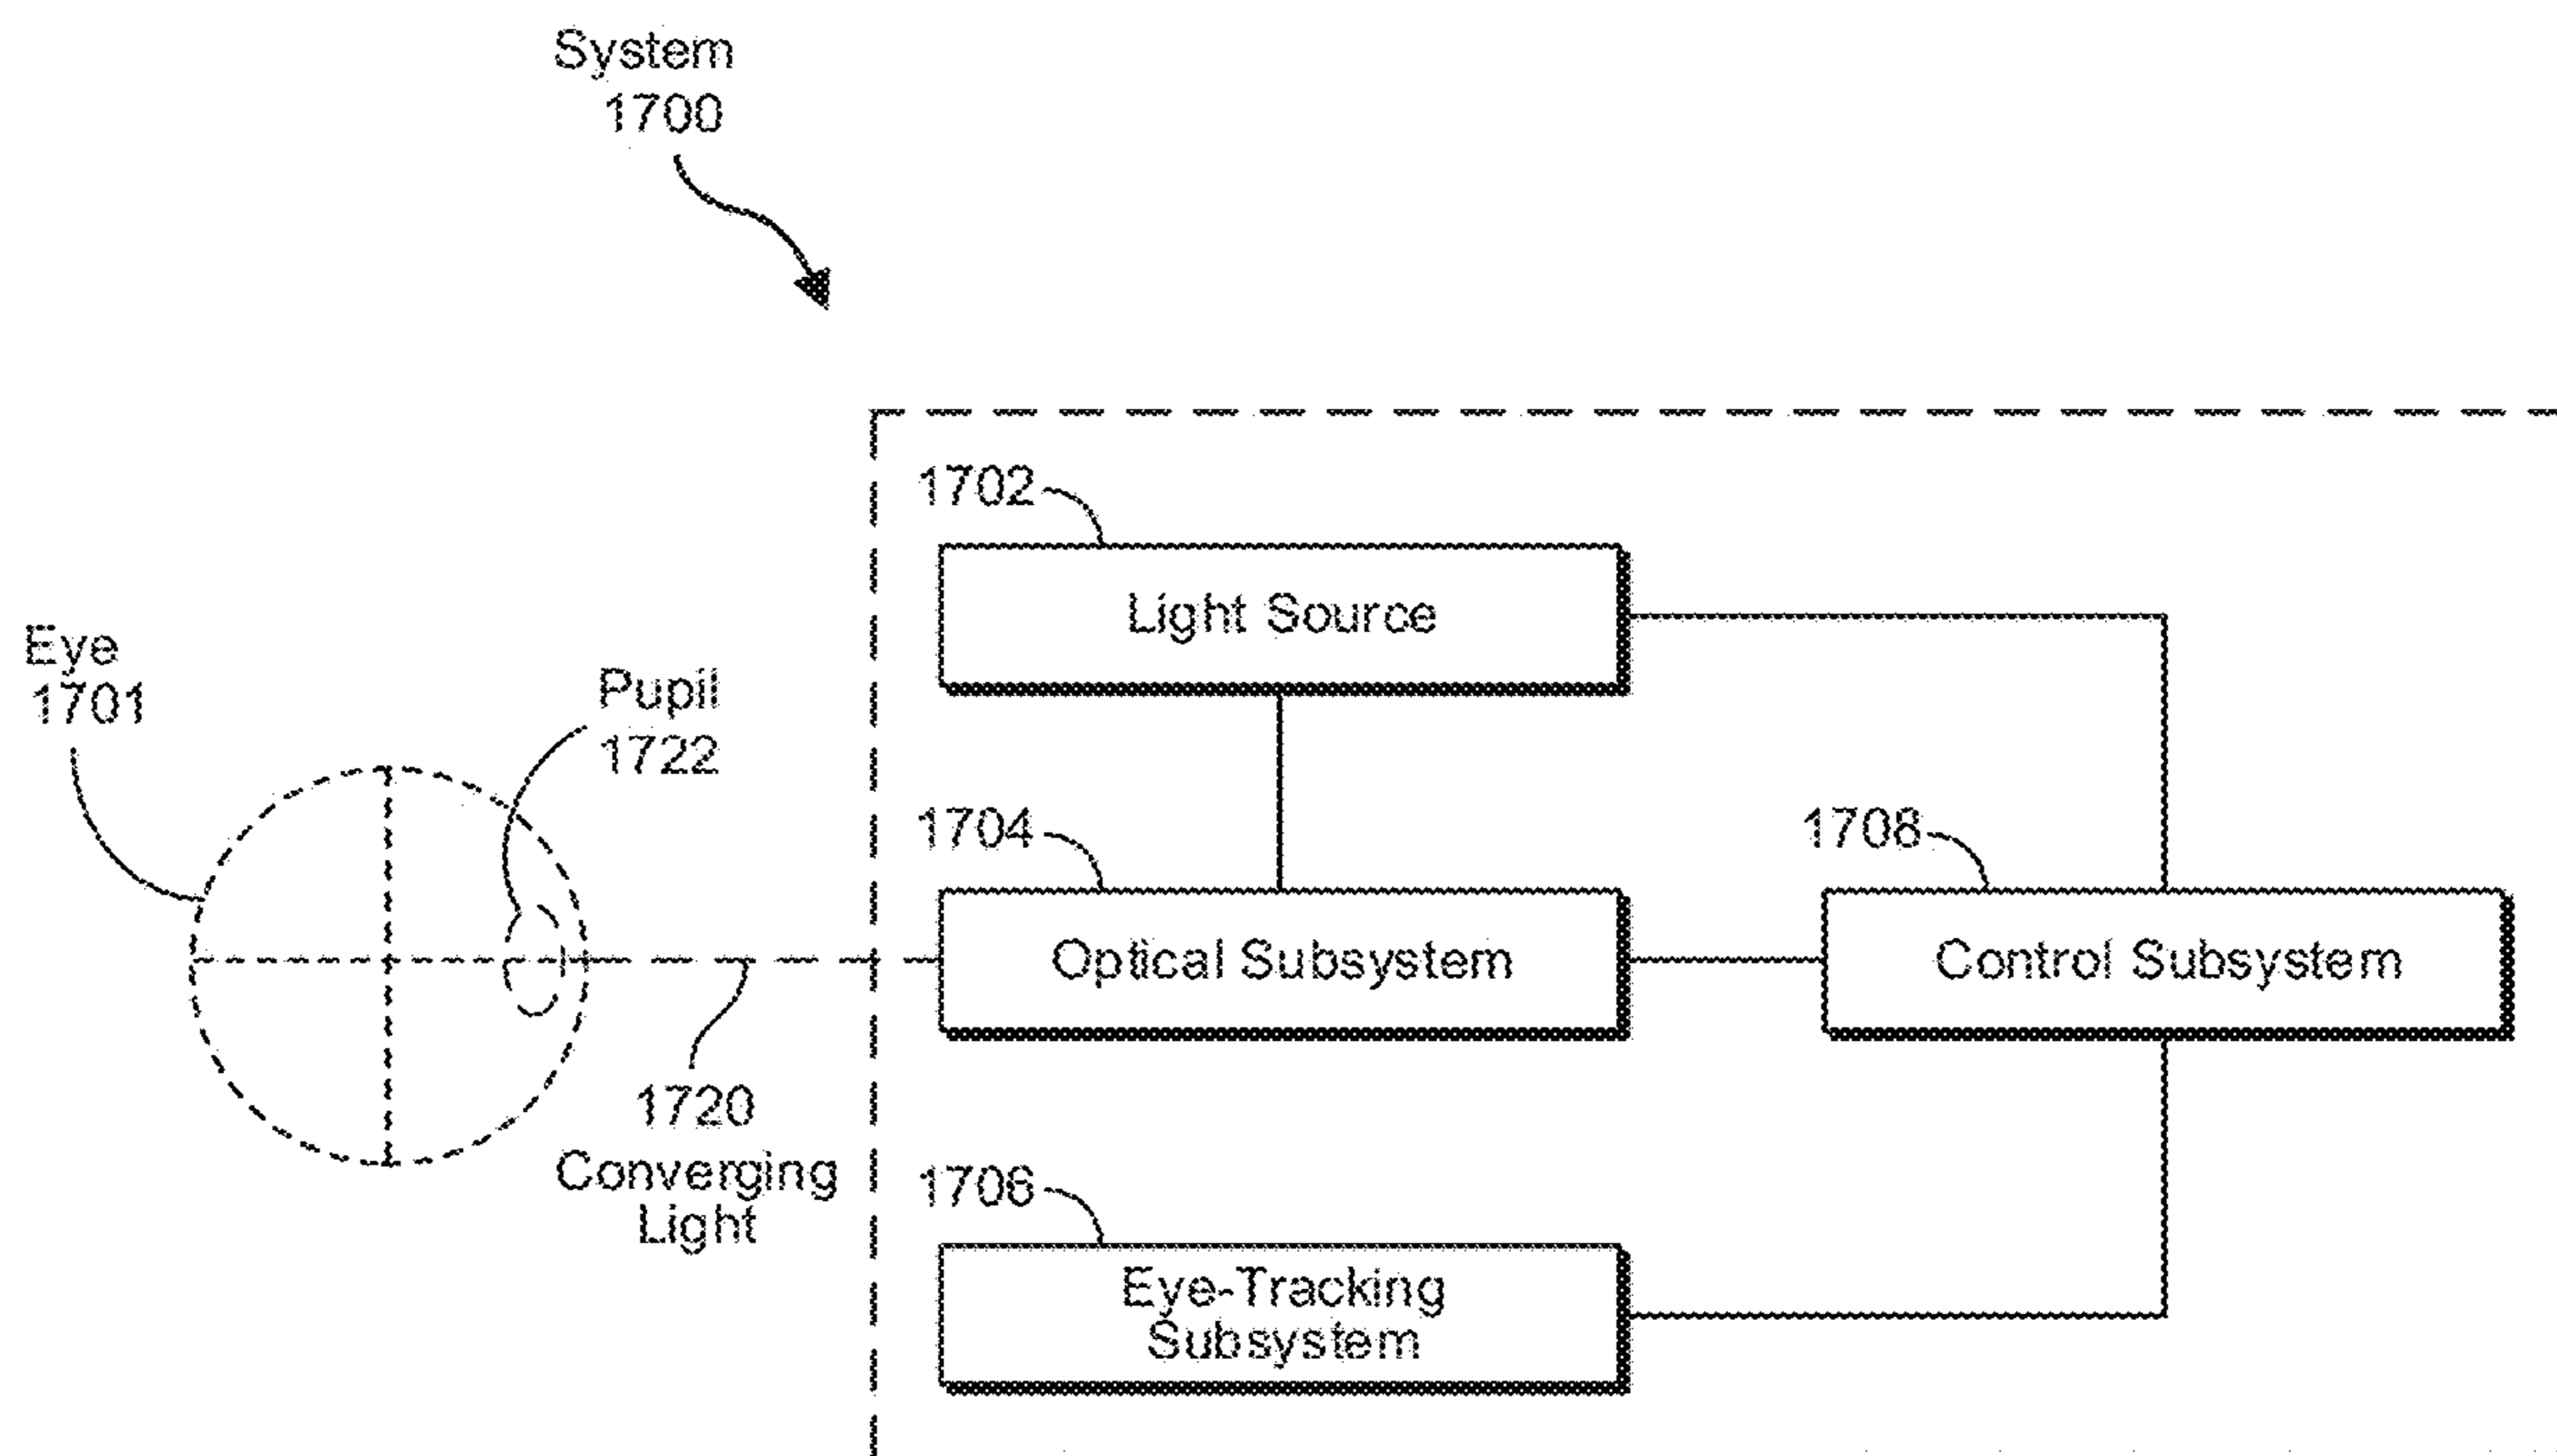 System
1700
1702
Light Source
Eye
1701
Pupil
1722
1704
1708
Optical Subsystem
Control Subsystem
1720
Converging
Light
1706
Eye-Tracking
Subsystem